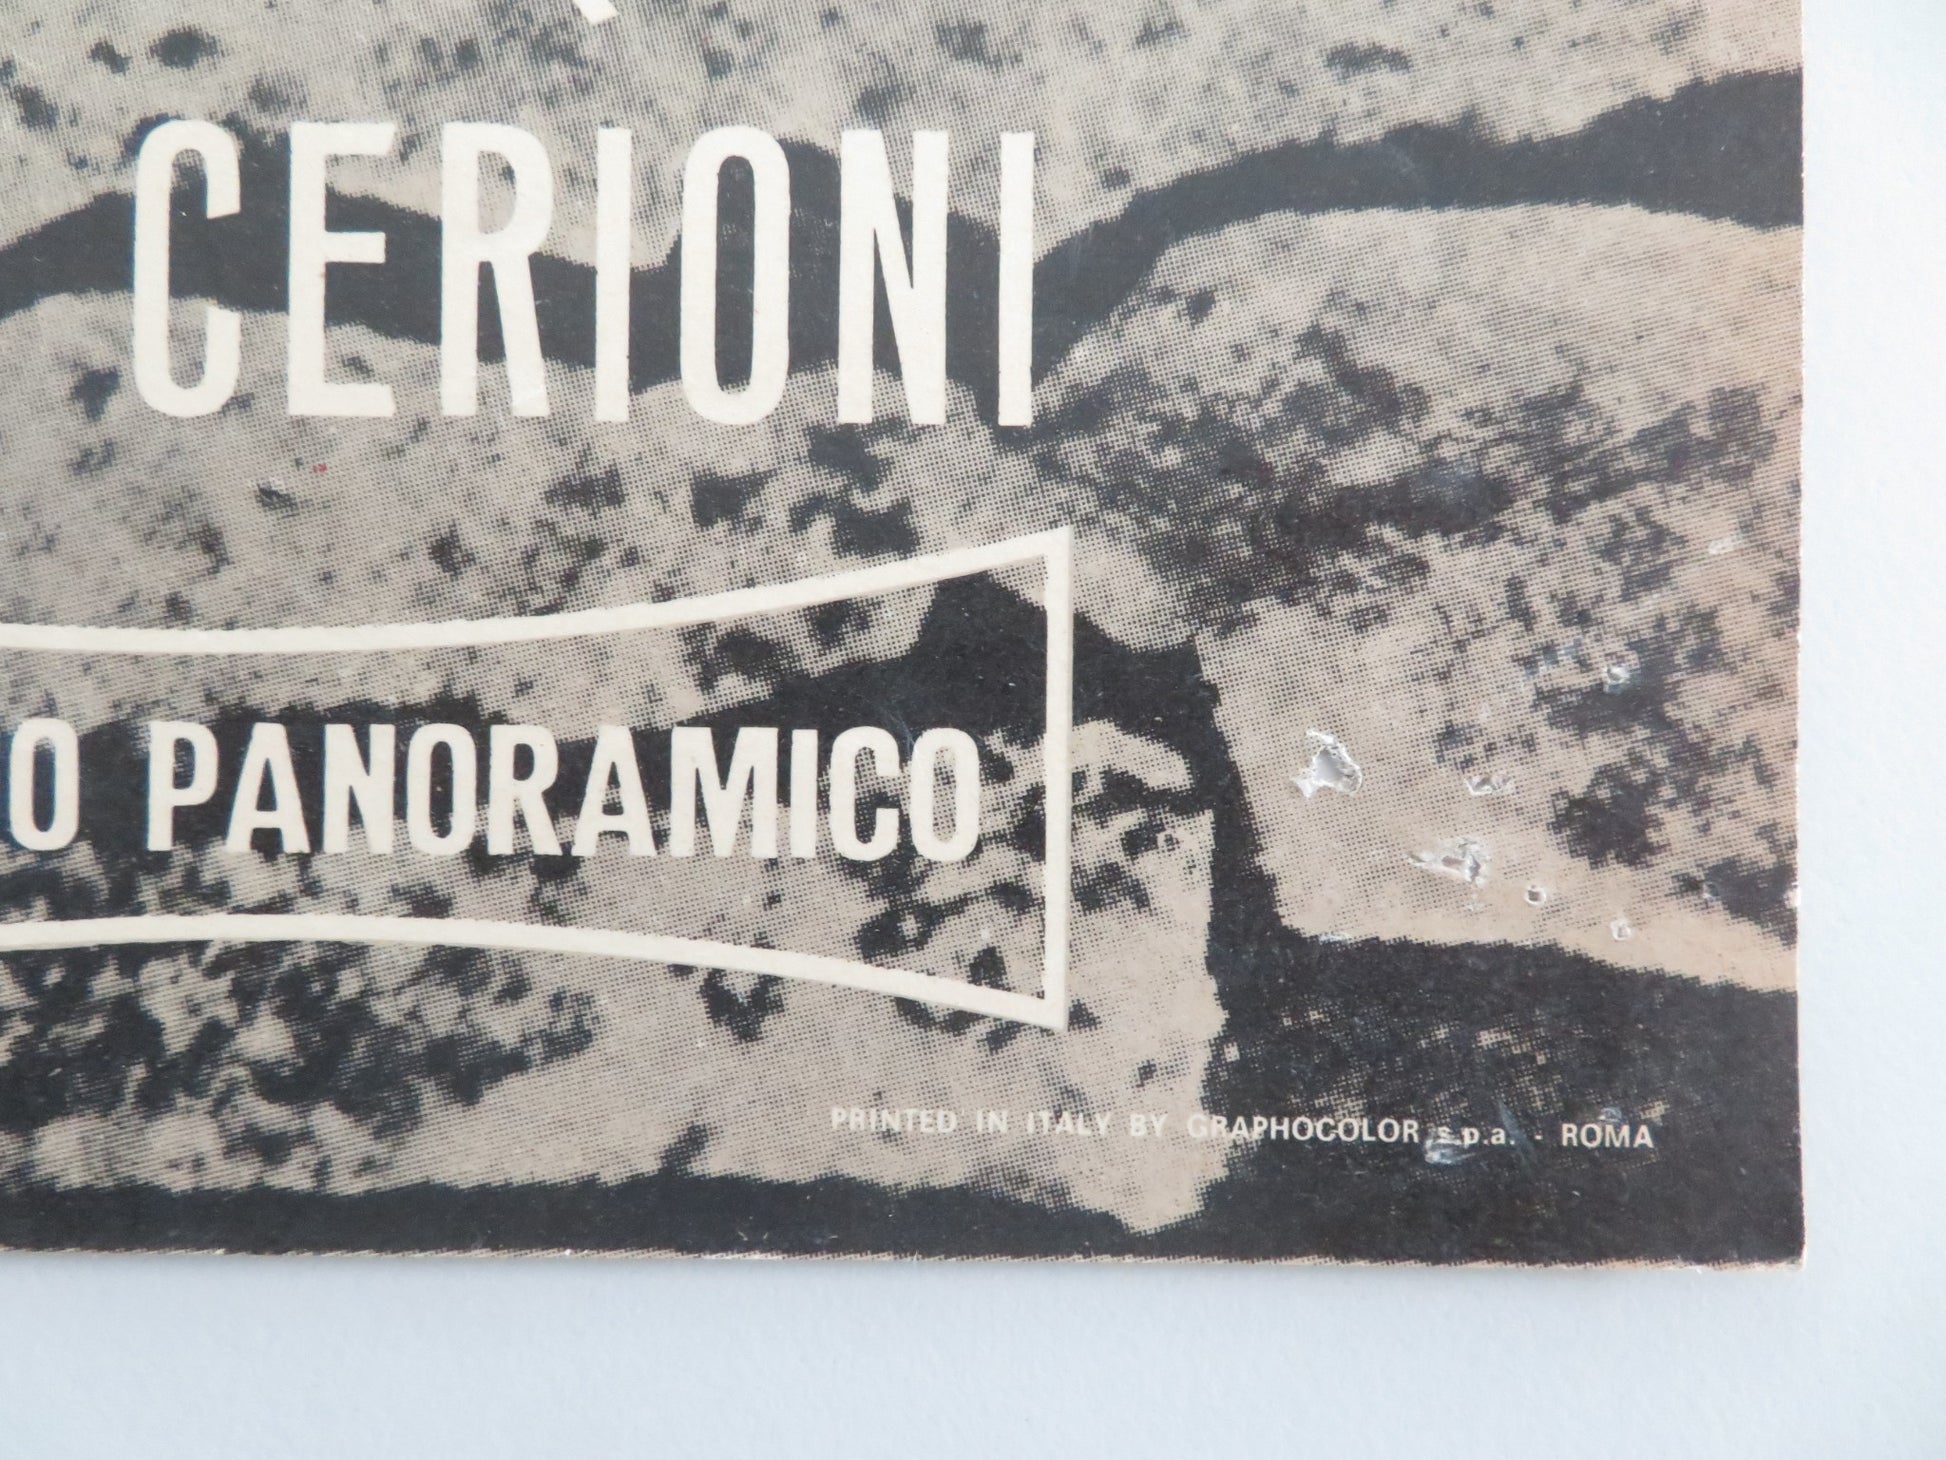 CERIONI
O PANORAMICO
PRINTED IN ITALY BY GRAPHOCOLOR s.p.a. - ROMA